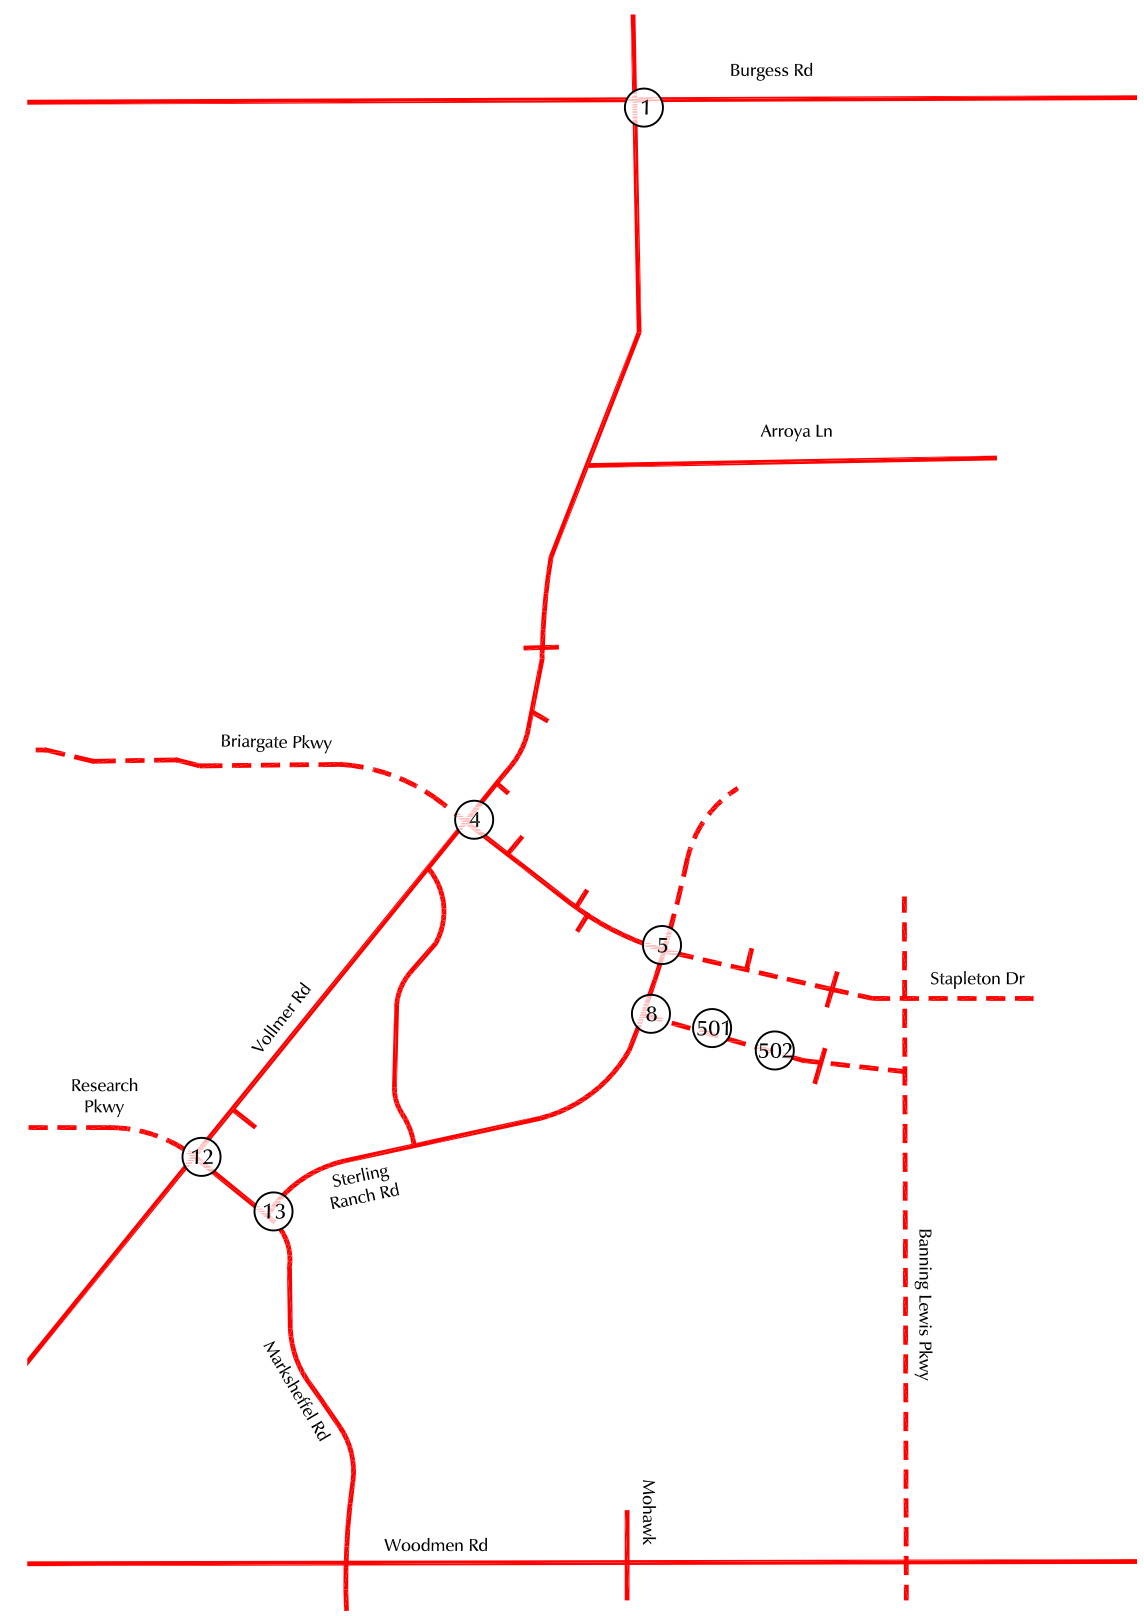 Burgess Rd
1
Arroya Ln
Briargate Pkwy
4
5
Stapleton Dr
Vollmer Rd
8
501
502
Research
Pkwy
12
Sterling
Ranch Rd
13
Banning Lewis Pkwy
Marksheffel Rd
Mohawk
Woodmen Rd